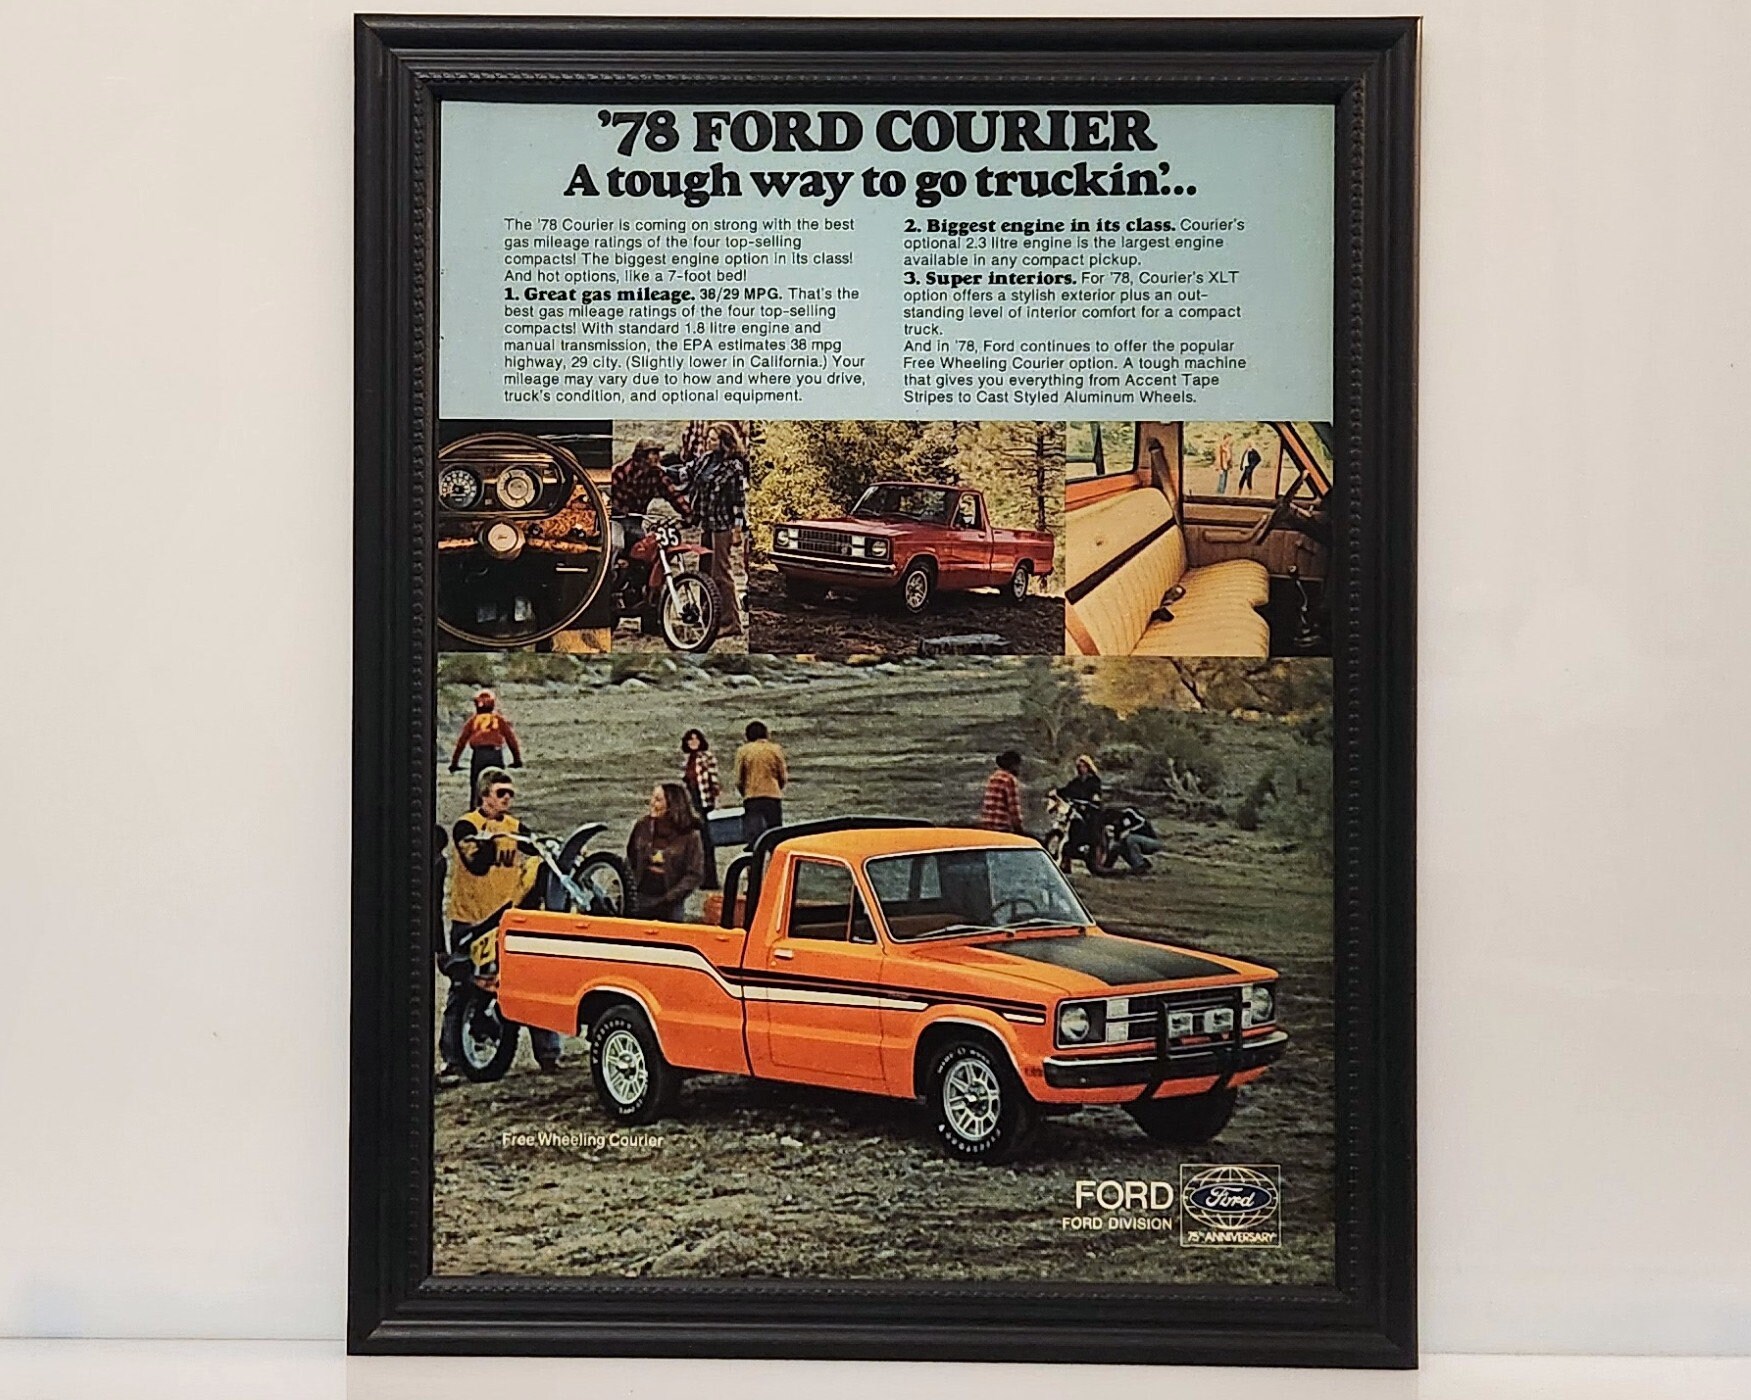 '78 FORD COURIER
A tough way to go truckin'...
The '78 Courier is coming on strong with the best
gas mileage ratings of the four top-selling
compacts! The biggest engine option in its class!
And hot options, like a 7-foot bed!
1. Great gas mileage. 38/29 MPG. That's the
best gas mileage ratings of the four top-selling
compacts! With standard 1.8 litre engine and
manual transmission, the EPA estimates 38 mpg
highway, 29 city. (Slightly lower in California.) Your
mileage may vary due to how and where you drive,
truck's condition, and optional equipment.
2. Biggest engine in its class. Courier's
optional 2.3 litre engine is the largest engine
available in any compact pickup.
3. Super interiors. For '78, Courier's XLT
option offers a stylish exterior plus an out-
standing level of interior comfort for a compact
truck.
And in '78, Ford continues to offer the popular
Free Wheeling Courier option. A tough machine
that gives you everything from Accent Tape
Stripes to Cast Styled Aluminum Wheels.
35
Free Wheeling Courier
FORD
FORD DIVISION
Ford
75TH ANNIVERSARY